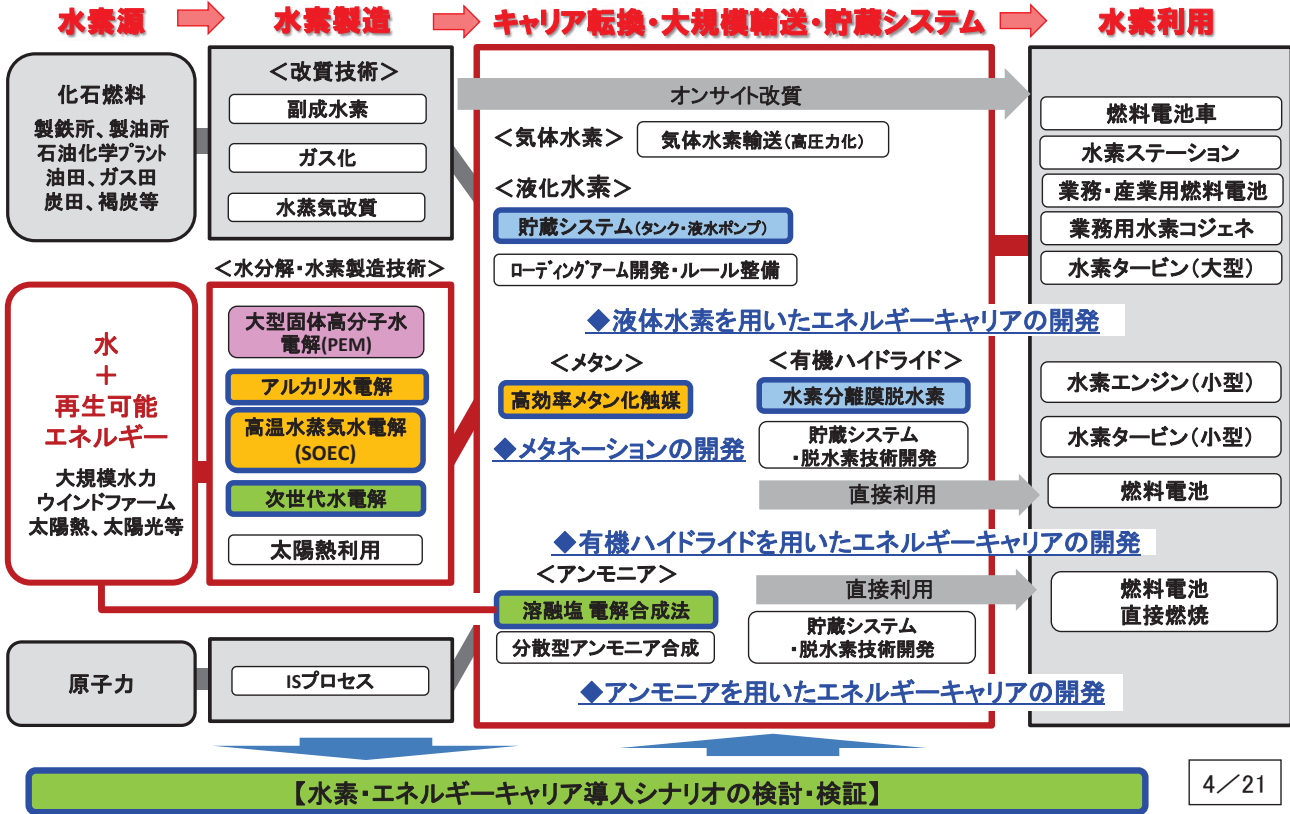 水素源
水素製造
キャリア転換・大規模輸送・貯蔵システム
水素利用
化石燃料
製鉄所、製油所
石油化学プラント
油田、ガス田
炭田、褐炭等
＜改質技術＞
副成水素
ガス化
水蒸気改質
オンサイト改質
＜気体水素＞
気体水素輸送(高圧力化)
＜液化水素＞
貯蔵システム(タンク・液水ポンプ)
ローディングアーム開発・ルール整備
◆液体水素を用いたエネルギーキャリアの開発
燃料電池車
水素ステーション
業務・産業用燃料電池
業務用水素コジェネ
水素タービン(大型)
水
＋
再生可能
エネルギー
大規模水力
ウインドファーム
太陽熱、太陽光等
＜水分解・水素製造技術＞
大型固体高分子水
電解(PEM)
アルカリ水電解
高温水蒸気水電解
(SOEC)
次世代水電解
太陽熱利用
＜メタン＞
高効率メタン化触媒
◆メタネーションの開発
＜有機ハイドライド＞
水素分離膜脱水素
貯蔵システム
・脱水素技術開発
直接利用
◆有機ハイドライドを用いたエネルギーキャリアの開発
水素エンジン(小型)
水素タービン(小型)
燃料電池
＜アンモニア＞
溶融塩 電解合成法
分散型アンモニア合成
直接利用
貯蔵システム
・脱水素技術開発
◆アンモニアを用いたエネルギーキャリアの開発
燃料電池
直接燃焼
原子力
ISプロセス
【水素・エネルギーキャリア導入シナリオの検討・検証】
4／21